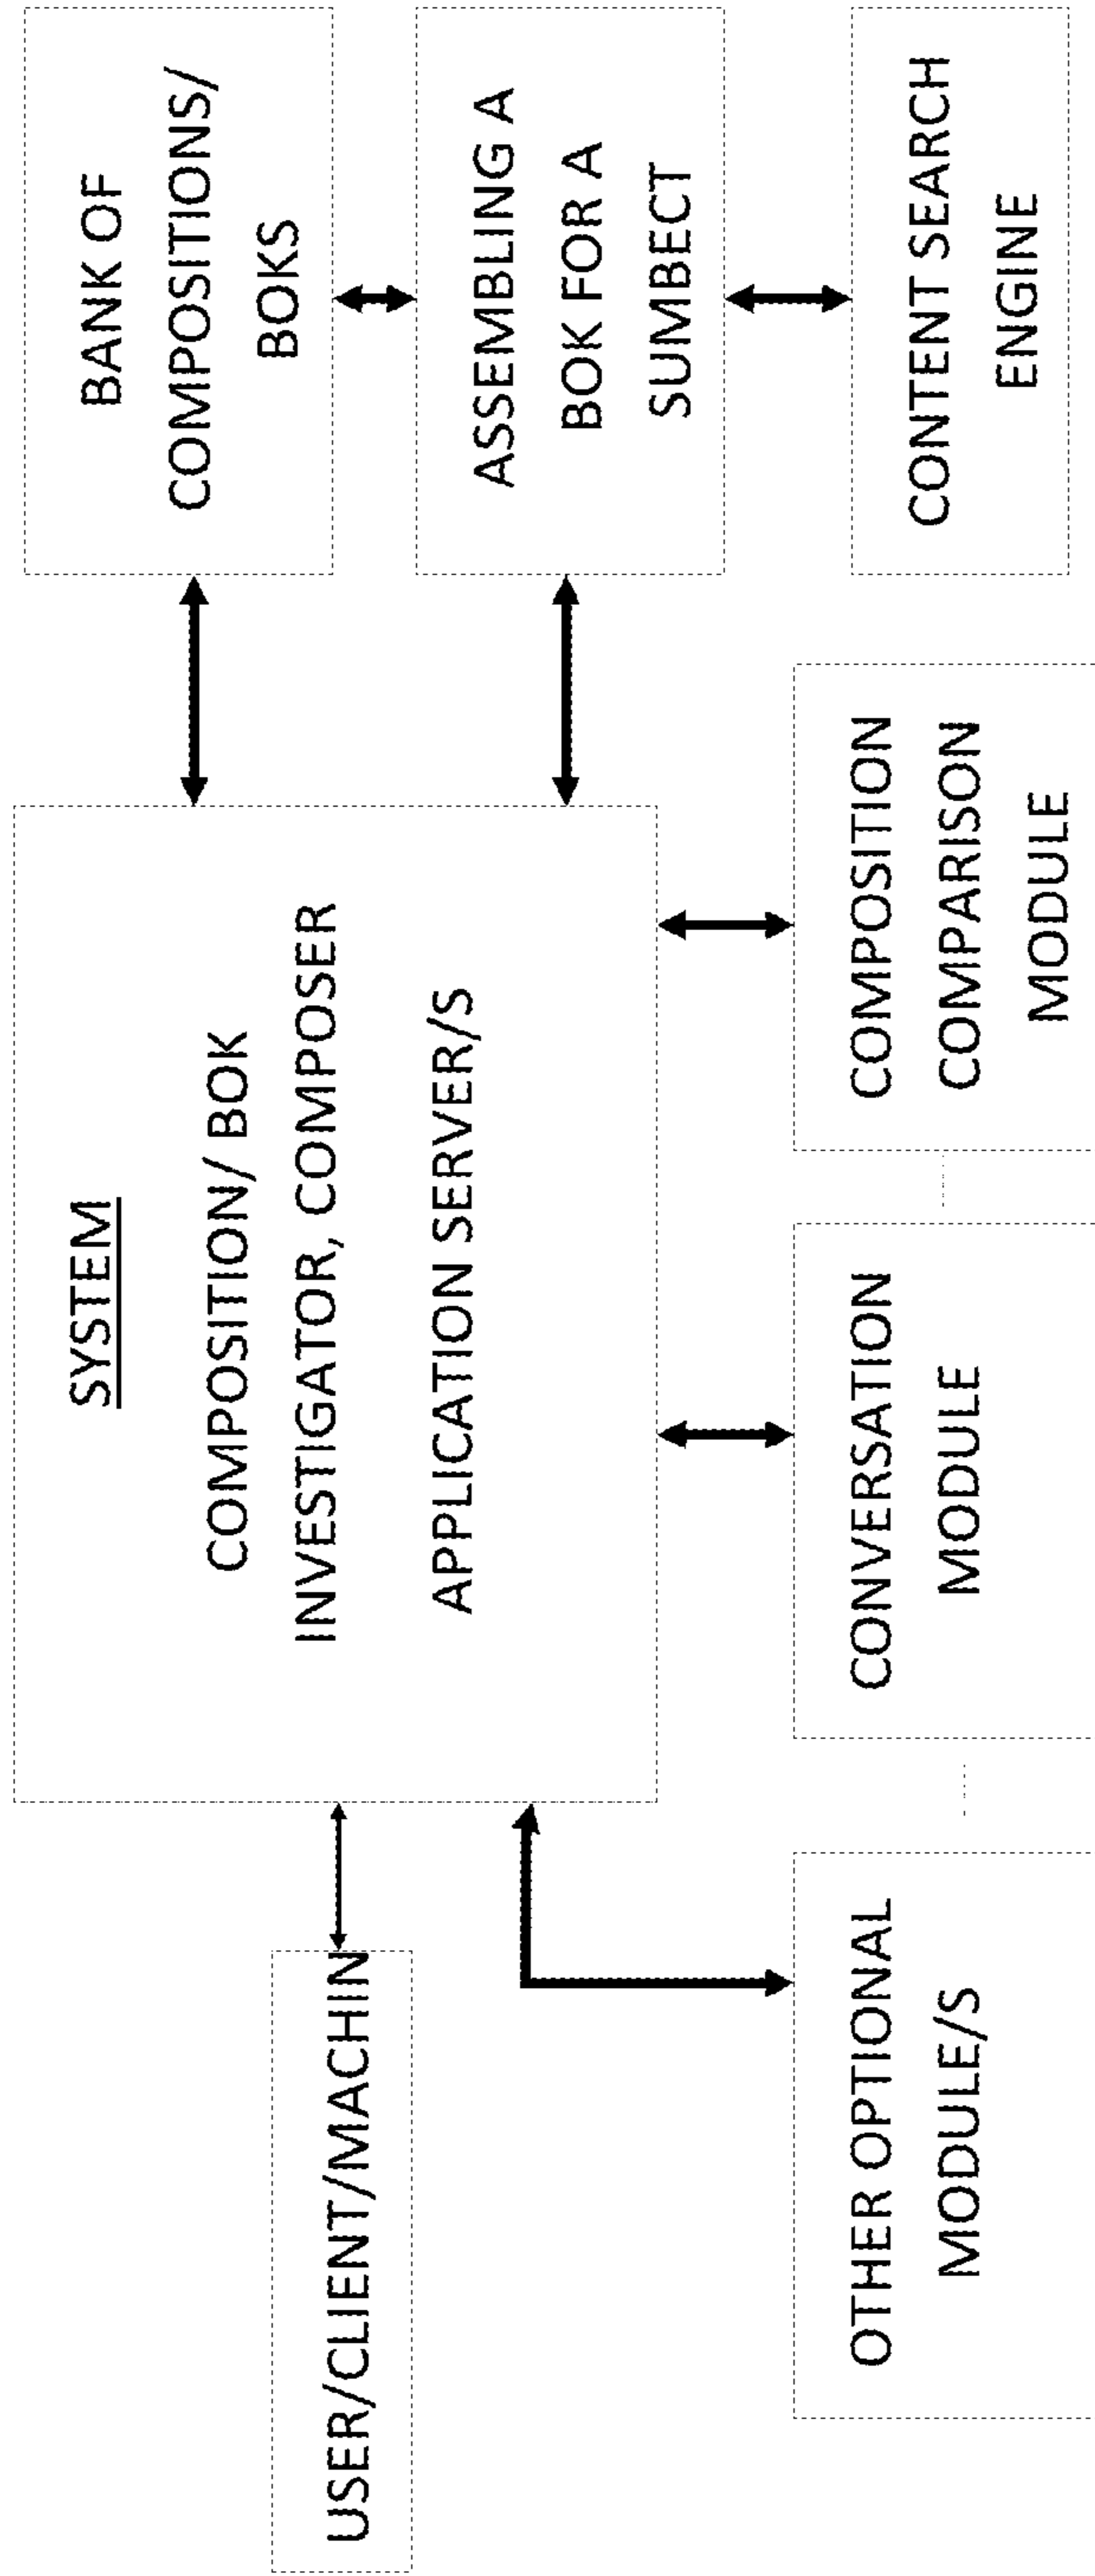 SYSTEM
COMPOSITION/ BOK
INVESTIGATOR, COMPOSER
APPLICATION SERVER/S
USER/CLIENT/MACHIN
BANK OF
COMPOSITIONS/
BOKS
ASSEMBLING A
BOK FOR A
SUMBECT
CONTENT SEARCH
ENGINE
OTHER OPTIONAL
MODULE/S
CONVERSATION
MODULE
COMPOSITION
COMPARISON
MODULE